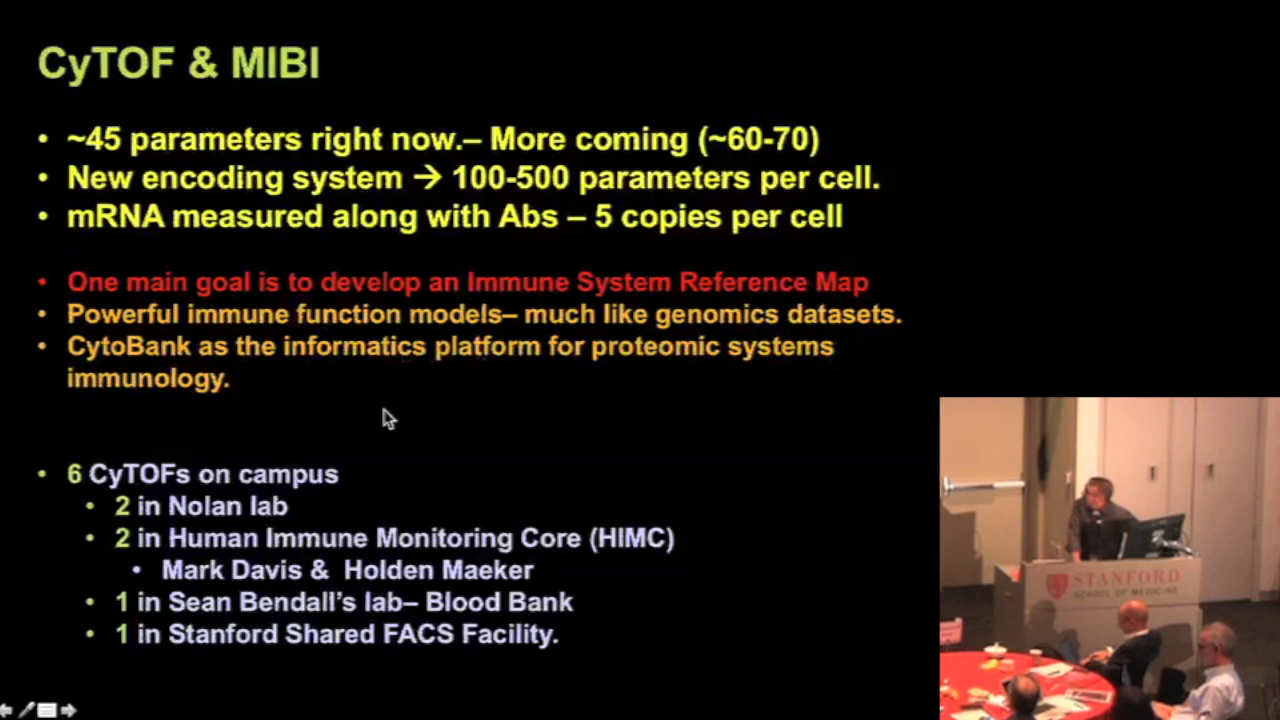 CyTOF & MIBI
• ~45 parameters right now.– More coming (~60-70)
• New encoding system → 100-500 parameters per cell.
• mRNA measured along with Abs – 5 copies per cell
• One main goal is to develop an Immune System Reference Map
• Powerful immune function models– much like genomics datasets.
• CytoBank as the informatics platform for proteomic systems
immunology.
• 6 CyTOFs on campus
• 2 in Nolan lab
• 2 in Human Immune Monitoring Core (HIMC)
• Mark Davis & Holden Maeker
• 1 in Sean Bendall’s lab– Blood Bank
• 1 in Stanford Shared FACS Facility.
STANFORD
SCHOOL OF MEDICINE